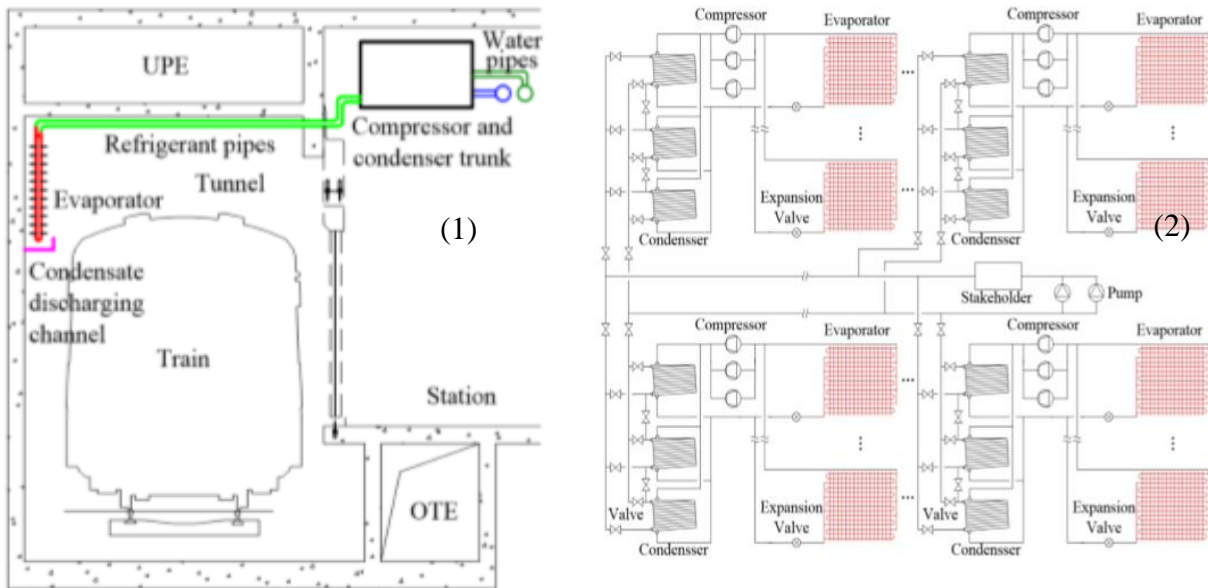 UPE
Water
pipes
Compressor and
condenser trunk
Refrigerant pipes
Tunnel
Evaporator
(1)
Condensate
discharging
channel
Train
Station
OTE
Compressor
Evaporator
Compressor
Evaporator
...
...
...
Expansion
Valve
Condensser
...
...
Expansion
Valve
Condensser
(2)
Stakeholder
Pump
Compressor
Evaporator
Compressor
Evaporator
...
...
...
Valve
Expansion
Valve
Condensser
...
Valve
Expansion
Valve
Condensser